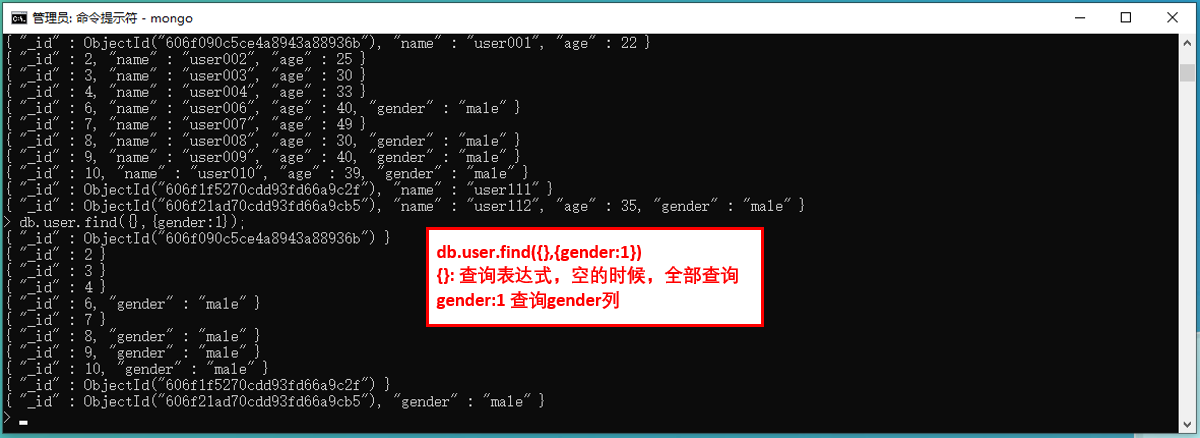 管理员: 命令提示符 - mongo
{ "_id" : ObjectId("606f090c5ce4a8943a88936b"), "name" : "user001", "age" : 22 }
{ "_id" : 2, "name" : "user002", "age" : 25 }
{ "_id" : 3, "name" : "user003", "age" : 30 }
{ "_id" : 4, "name" : "user004", "age" : 33 }
{ "_id" : 6, "name" : "user006", "age" : 40, "gender" : "male" }
{ "_id" : 7, "name" : "user007", "age" : 49 }
{ "_id" : 8, "name" : "user008", "age" : 30, "gender" : "male" }
{ "_id" : 9, "name" : "user009", "age" : 40, "gender" : "male" }
{ "_id" : 10, "name" : "user010", "age" : 39, "gender" : "male" }
{ "_id" : ObjectId("606f1f5270cdd93fd66a9c2f"), "name" : "user111" }
{ "_id" : ObjectId("606f21ad70cdd93fd66a9cb5"), "name" : "user112", "age" : 35, "gender" : "male" }
> db.user.find({}, {gender:1});
{ "_id" : ObjectId("606f090c5ce4a8943a88936b") }
{ "_id" : 2 }
{ "_id" : 3 }
{ "_id" : 4 }
{ "_id" : 6, "gender" : "male" }
{ "_id" : 7 }
{ "_id" : 8, "gender" : "male" }
{ "_id" : 9, "gender" : "male" }
{ "_id" : 10, "gender" : "male" }
{ "_id" : ObjectId("606f1f5270cdd93fd66a9c2f") }
{ "_id" : ObjectId("606f21ad70cdd93fd66a9cb5"), "gender" : "male" }
>
db.user.find({},{gender:1})
{}: 查询表达式，空的时候，全部查询
gender:1 查询gender列